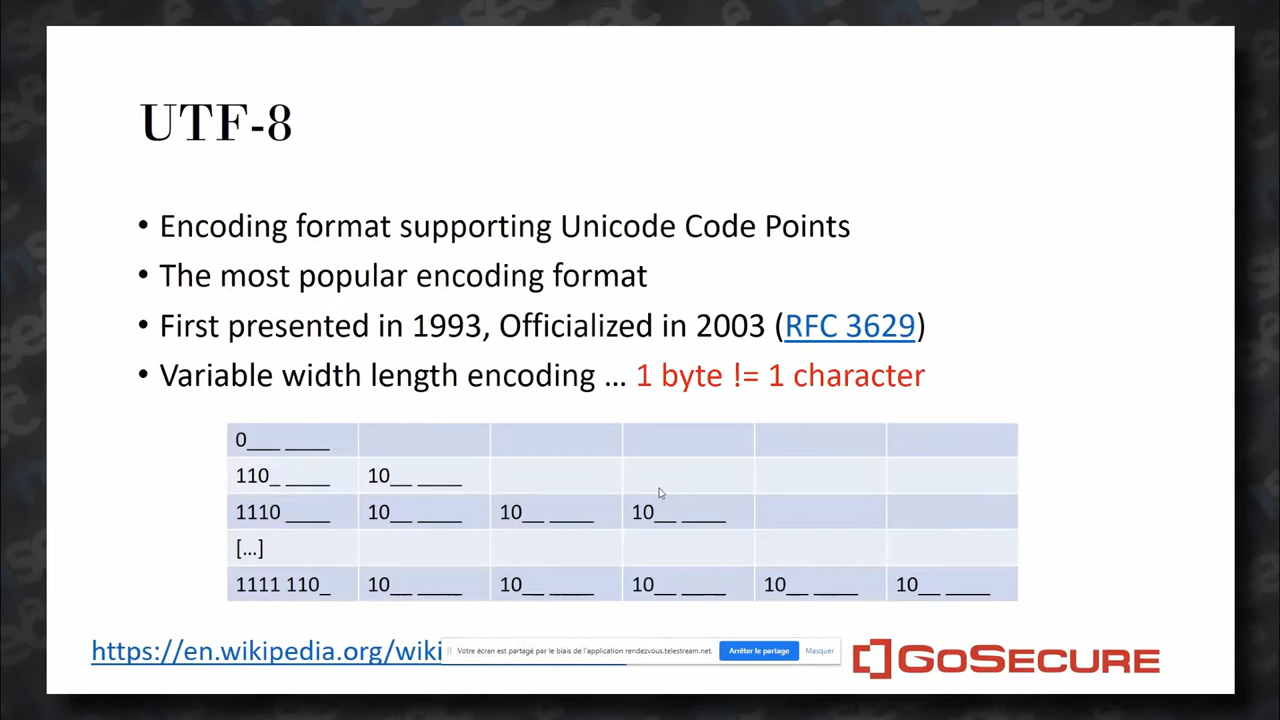 UTF-8
• Encoding format supporting Unicode Code Points
• The most popular encoding format
• First presented in 1993, Officialized in 2003 (RFC 3629)
• Variable width length encoding … 1 byte != 1 character
0___ ____
110_ ____ 10__ ____
1110 ____ 10__ ____ 10__ ____ 10__ ____
[…]
1111 110_ 10__ ____ 10__ ____ 10__ ____ 10__ ____ 10__ ____
https://en.wikipedia.org/wiki
Votre écran est partagé par le biais de l'application rendezvous.telestream.net. Arrêter le partage Masquer
GOSECURE